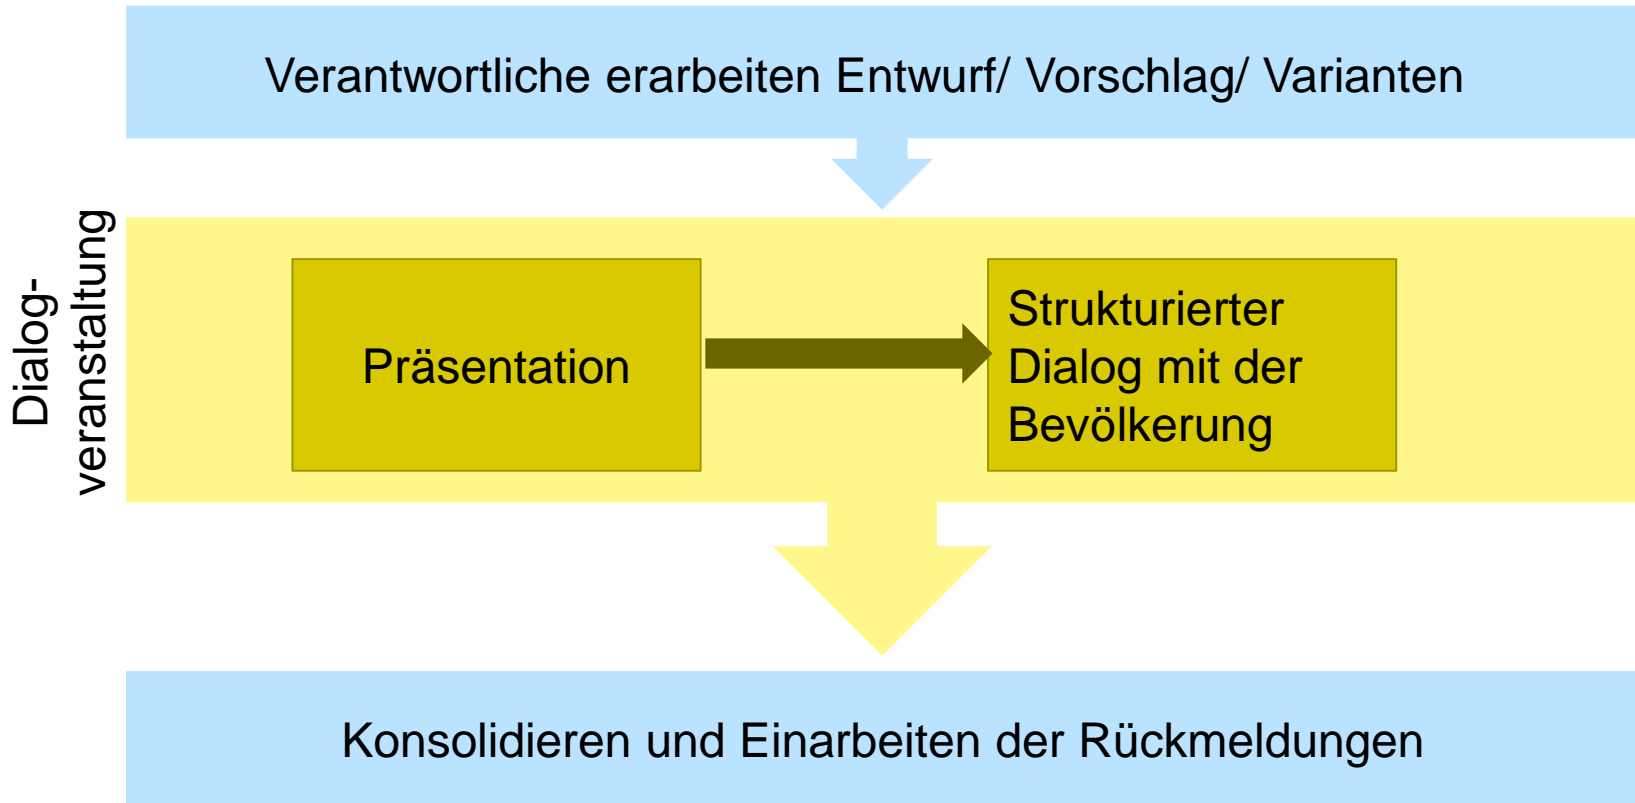 Verantwortliche erarbeiten Entwurf/ Vorschlag/ Varianten
Dialog-
veranstaltung
Präsentation
Strukturierter
Dialog mit der
Bevölkerung
Konsolidieren und Einarbeiten der Rückmeldungen